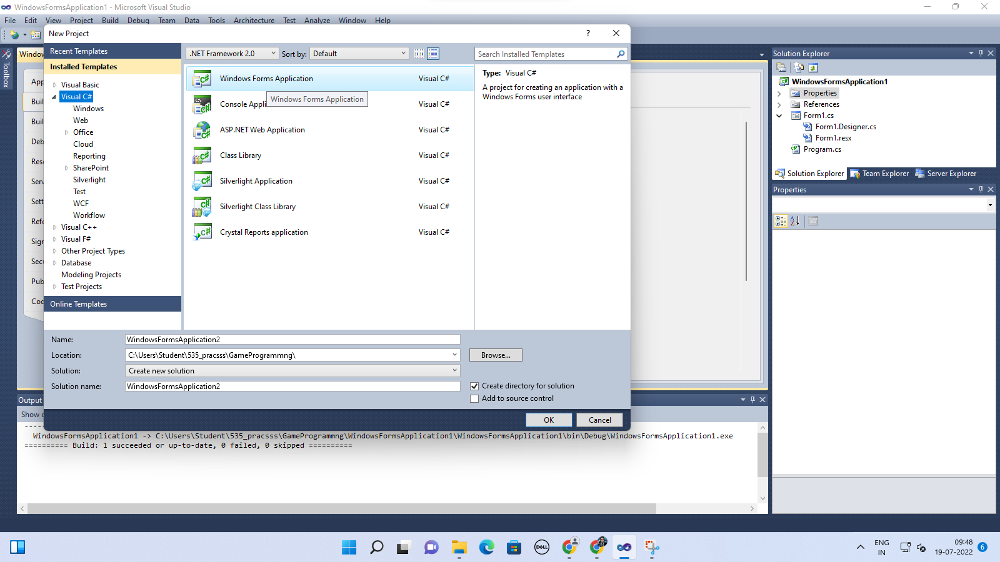 WindowsFormsApplication1 - Microsoft Visual Studio
File Edit View Project Build Debug Team Data Tools Architecture Test Analyze Window Help
New Project
?
Toolbox
Recent Templates
Installed Templates
Visual Basic
Visual C#
Windows
Web
Office
Cloud
Reporting
SharePoint
Silverlight
Test
WCF
Workflow
Visual C++
Visual F#
Other Project Types
Database
Modeling Projects
Test Projects
Online Templates
.NET Framework 2.0 Sort by: Default
Search Installed Templates
Windows Forms Application Visual C#
Windows Forms Application
Console Appli Visual C#
ASP.NET Web Application Visual C#
Class Library Visual C#
Silverlight Application Visual C#
Silverlight Class Library Visual C#
Crystal Reports application Visual C#
Type: Visual C#
A project for creating an application with a
Windows Forms user interface
Name: WindowsFormsApplication2
Location: C:\Users\Student\535_pracsss\GameProgrammng\ Browse...
Solution: Create new solution
Solution name: WindowsFormsApplication2
Create directory for solution
Add to source control
OK Cancel
Windo
App
Buil
Buil
Deb
Res
Serv
Sett
Refe
Sign
Secu
Pub
Cod
Solution Explorer
WindowsFormsApplication1
Properties
References
Form1.cs
Form1.Designer.cs
Form1.resx
Program.cs
Solution Explorer Team Explorer Server Explorer
Properties
Output
Show o
WindowsFormsApplication1 -> C:\Users\Student\535_pracsss\GameProgrammng\WindowsFormsApplication1\WindowsFormsApplication1\bin\Debug\WindowsFormsApplication1.exe
========== Build: 1 succeeded or up-to-date, 0 failed, 0 skipped ==========
DELL
ENG
IN
09:48
19-07-2022
6